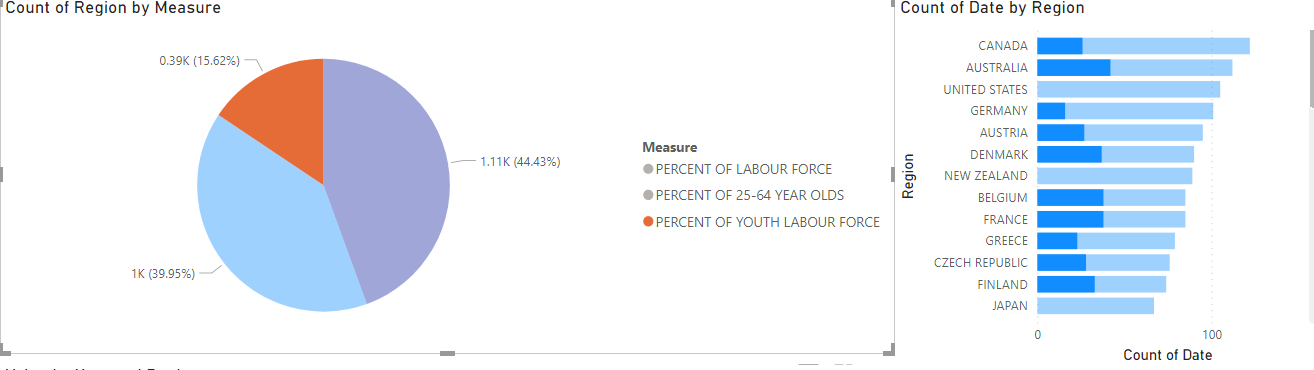 Count of Region by Measure
0.39K (15.62%)
1.11K (44.43%)
1K (39.95%)
Measure
PERCENT OF LABOUR FORCE
PERCENT OF 25-64 YEAR OLDS
PERCENT OF YOUTH LABOUR FORCE
Count of Date by Region
Region
CANADA
AUSTRALIA
UNITED STATES
GERMANY
AUSTRIA
DENMARK
NEW ZEALAND
BELGIUM
FRANCE
GREECE
CZECH REPUBLIC
FINLAND
JAPAN
0 100
Count of Date